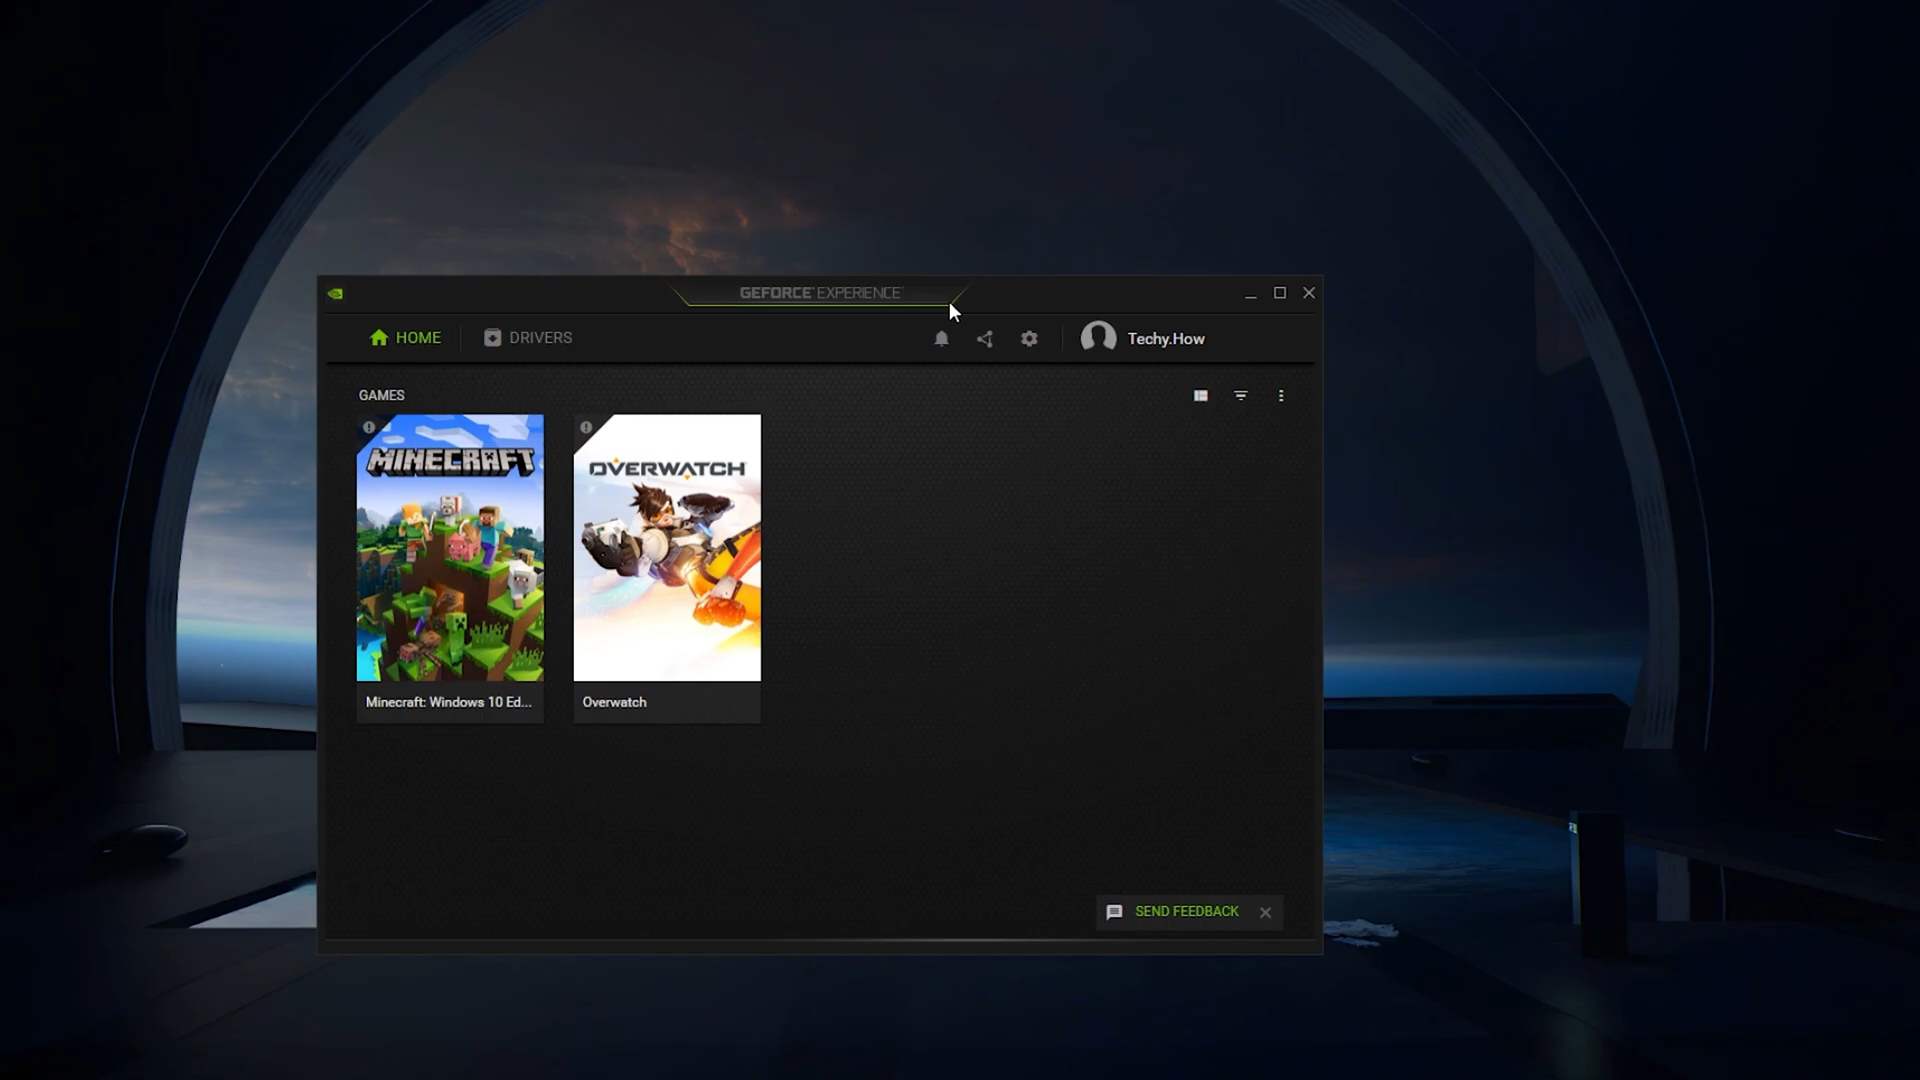 GEFORCE EXPERIENCE
HOME
DRIVERS
Techy.How
GAMES
MINECRAFT
OVERWATCH
Minecraft: Windows 10 Ed...
Overwatch
SEND FEEDBACK